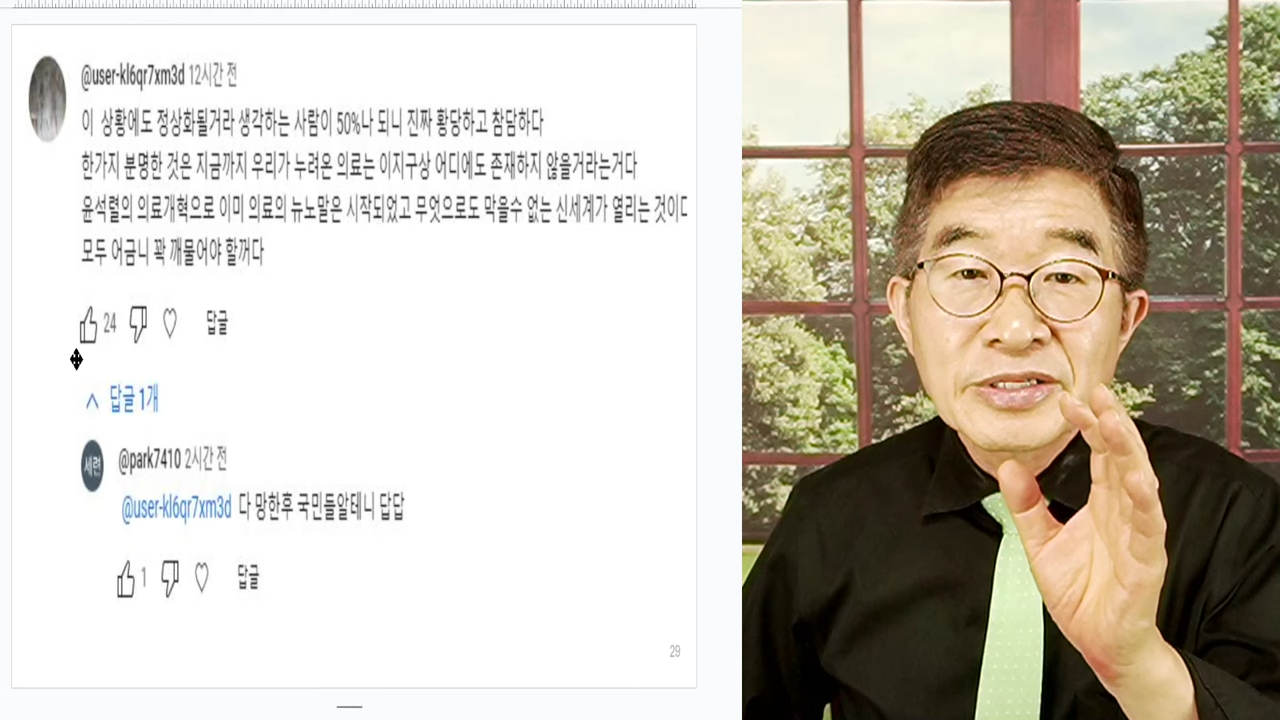 @user-kl6qr7xm3d 12시간 전
이 상황에도 정상화될거라 생각하는 사람이 50%나 되니 진짜 황당하고 참담하다
한가지 분명한 것은 지금까지 우리가 누려온 의료는 이지구상 어디에도 존재하지 않을거라는거다
윤석렬의 의료개혁으로 이미 의료의 뉴노말은 시작되었고 무엇으로도 막을수 없는 신세계가 열리는 것이다
모두 어금니 꽉 깨물어야 할꺼다
24 답글
답글 1개
세련
@park7410 2시간 전
@user-kl6qr7xm3d 다 망한후 국민들알테니 답답
1 답글
29